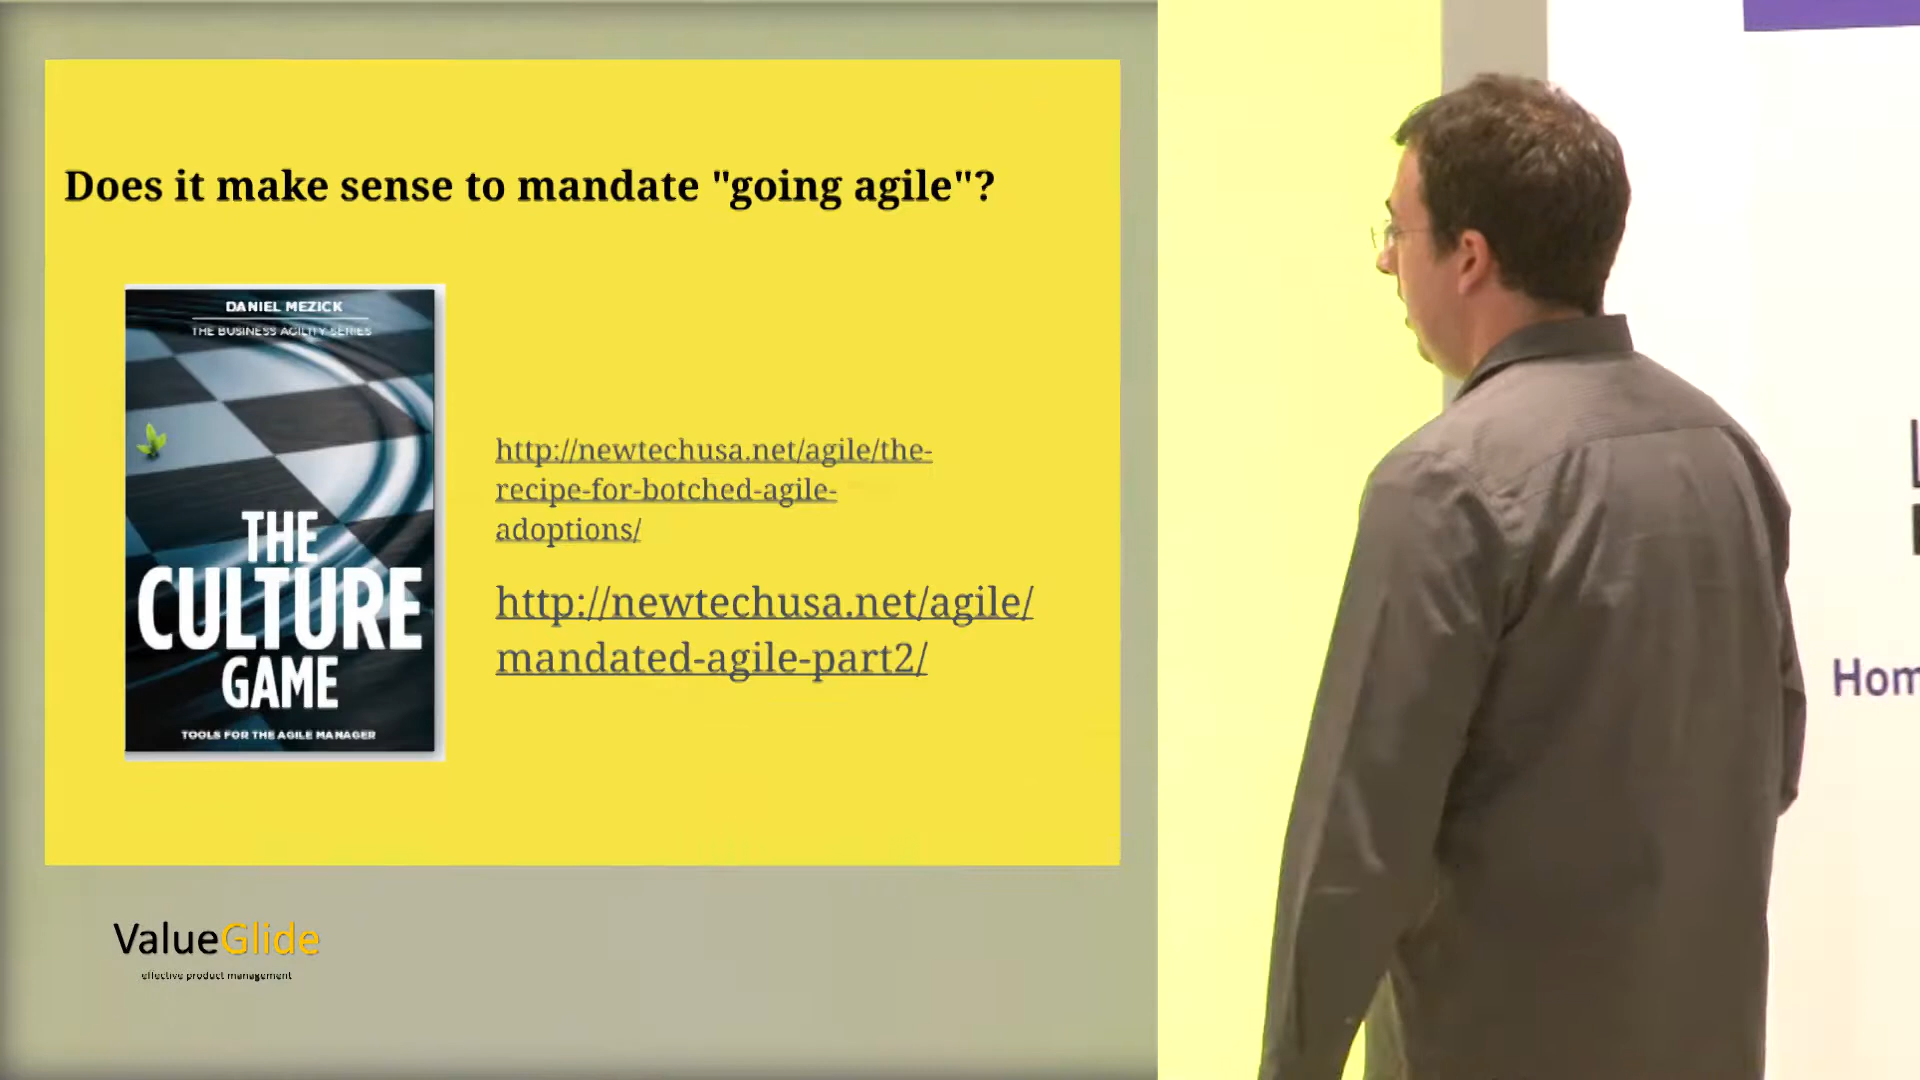 Does it make sense to mandate "going agile"?
DANIEL MEZICK
THE BUSINESS AGILITY SERIES
THE
CULTURE
GAME
TOOLS FOR THE AGILE MANAGER
http://newtechusa.net/agile/the-
recipe-for-botched-agile-
adoptions/
http://newtechusa.net/agile/
mandated-agile-part2/
ValueGlide
effective product management